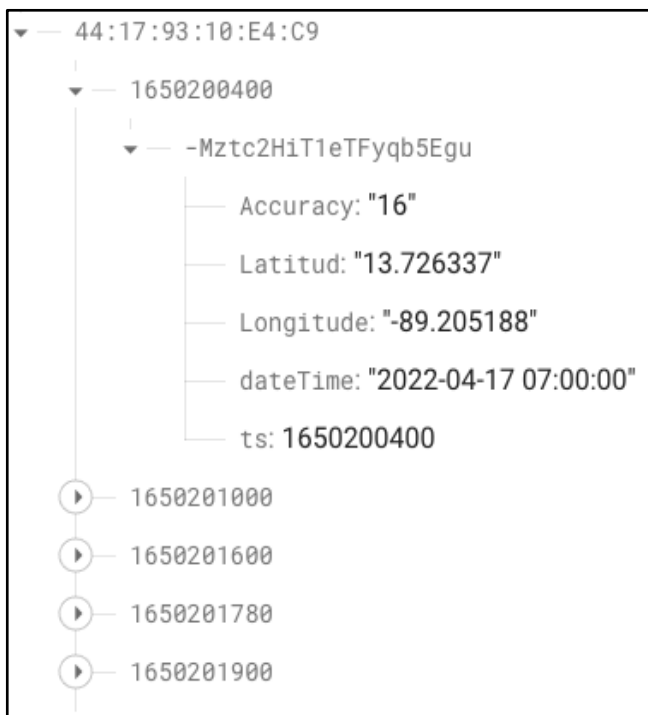 44:17:93:10:E4:C9
1650200400
-Mztc2HiT1eTFyqb5Egu
Accuracy: "16"
Latitud: "13.726337"
Longitude: "-89.205188"
dateTime: "2022-04-17 07:00:00"
ts: 1650200400
1650201000
1650201600
1650201780
1650201900